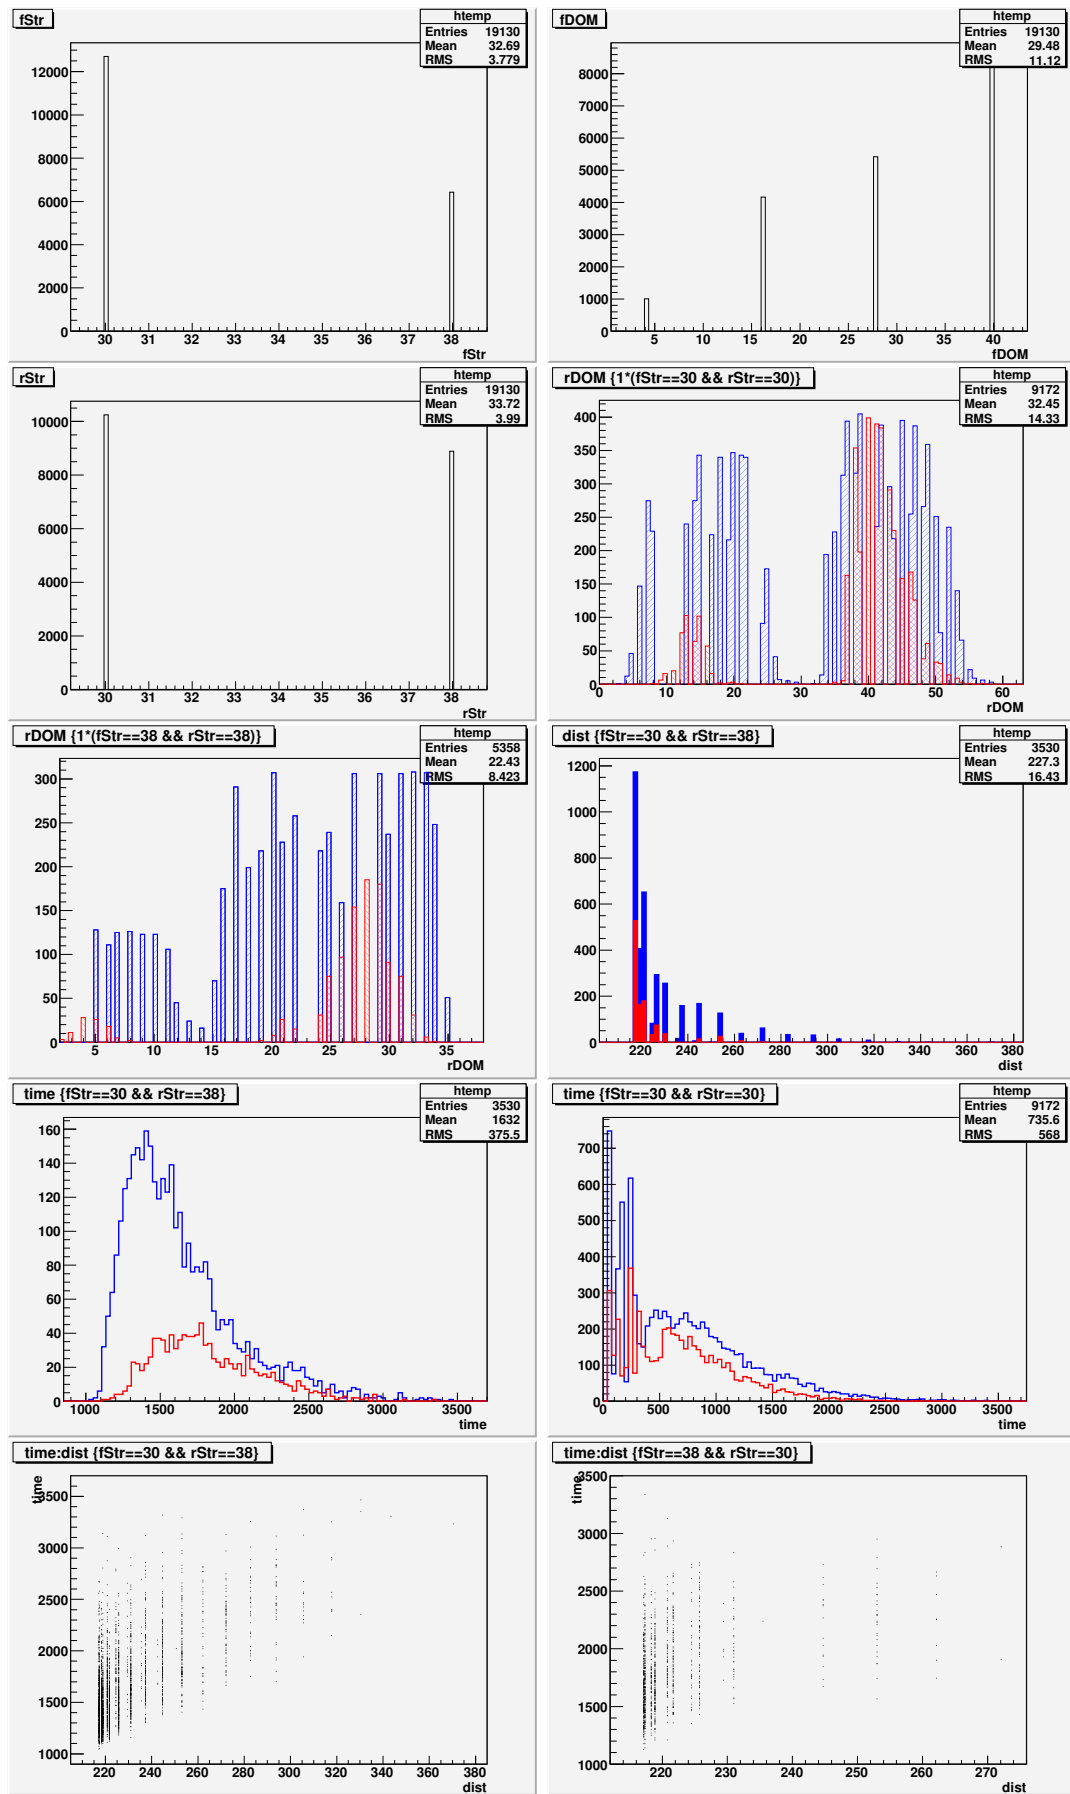 fStr
htemp
Entries 19130
Mean 32.69
RMS 3.779
12000
10000
8000
6000
4000
2000
0
30 31 32 33 34 35 36 37 38
fStr
fDOM
htemp
Entries 19130
Mean 29.48
RMS 11.12
8000
7000
6000
5000
4000
3000
2000
1000
0
5 10 15 20 25 30 35 40
fDOM
rStr
htemp
Entries 19130
Mean 33.72
RMS 3.99
10000
8000
6000
4000
2000
0
30 31 32 33 34 35 36 37 38
rStr
rDOM {1*(fStr==30 && rStr==30)}
htemp
Entries 9172
Mean 32.45
RMS 14.33
400
350
300
250
200
150
100
50
0
0 10 20 30 40 50 60
rDOM
rDOM {1*(fStr==38 && rStr==38)}
htemp
Entries 5358
Mean 22.43
RMS 8.423
300
250
200
150
100
50
0
5 10 15 20 25 30 35
rDOM
dist {fStr==30 && rStr==38}
htemp
Entries 3530
Mean 227.3
RMS 16.43
1200
1000
800
600
400
200
0
220 240 260 280 300 320 340 360 380
dist
time {fStr==30 && rStr==38}
htemp
Entries 3530
Mean 1632
RMS 375.5
160
140
120
100
80
60
40
20
0
1000 1500 2000 2500 3000 3500
time
time {fStr==30 && rStr==30}
htemp
Entries 9172
Mean 735.6
RMS 568
700
600
500
400
300
200
100
0
0 500 1000 1500 2000 2500 3000 3500
time
time:dist {fStr==30 && rStr==38}
time
3500
3000
2500
2000
1500
1000
220 240 260 280 300 320 340 360 380
dist
time:dist {fStr==38 && rStr==30}
time
3500
3000
2500
2000
1500
1000
220 230 240 250 260 270
dist